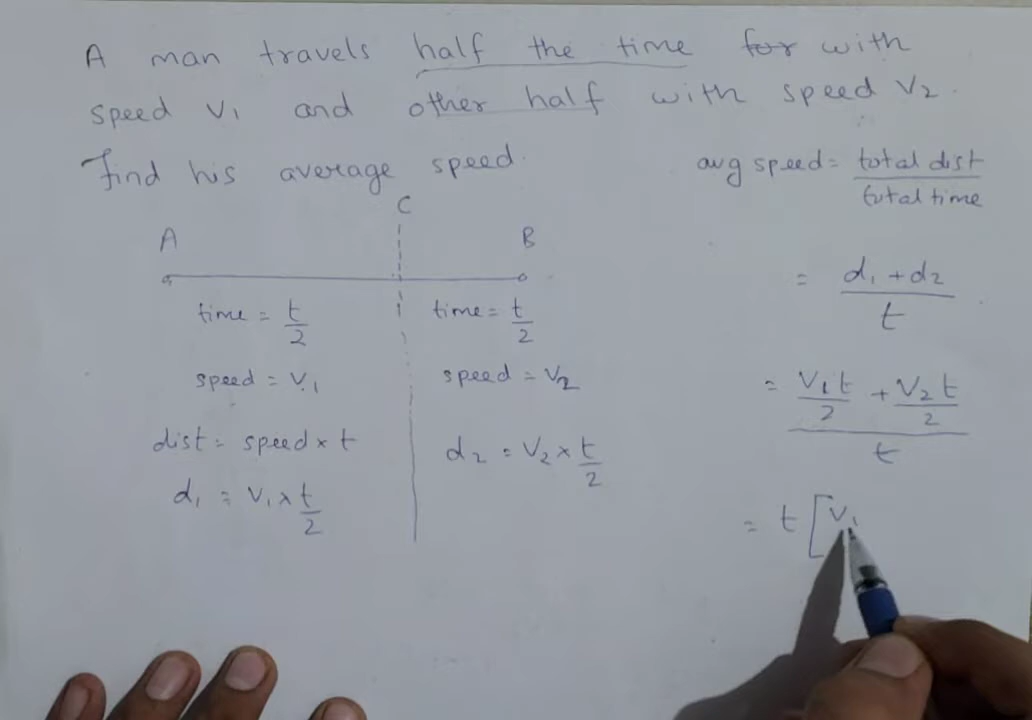 A man travels half the time for with
speed V₁ and other half with speed V₂.
Find his average speed.
avg speed = total dist / total time
C
A B
= d₁ + d₂ / t
time = t/2 time = t/2
speed = V₁ speed = V₂
= V₁t/2 + V₂t/2 / t
dist = speed × t
d₂ = V₂ × t/2
d₁ = V₁ × t/2
= t [ V₁